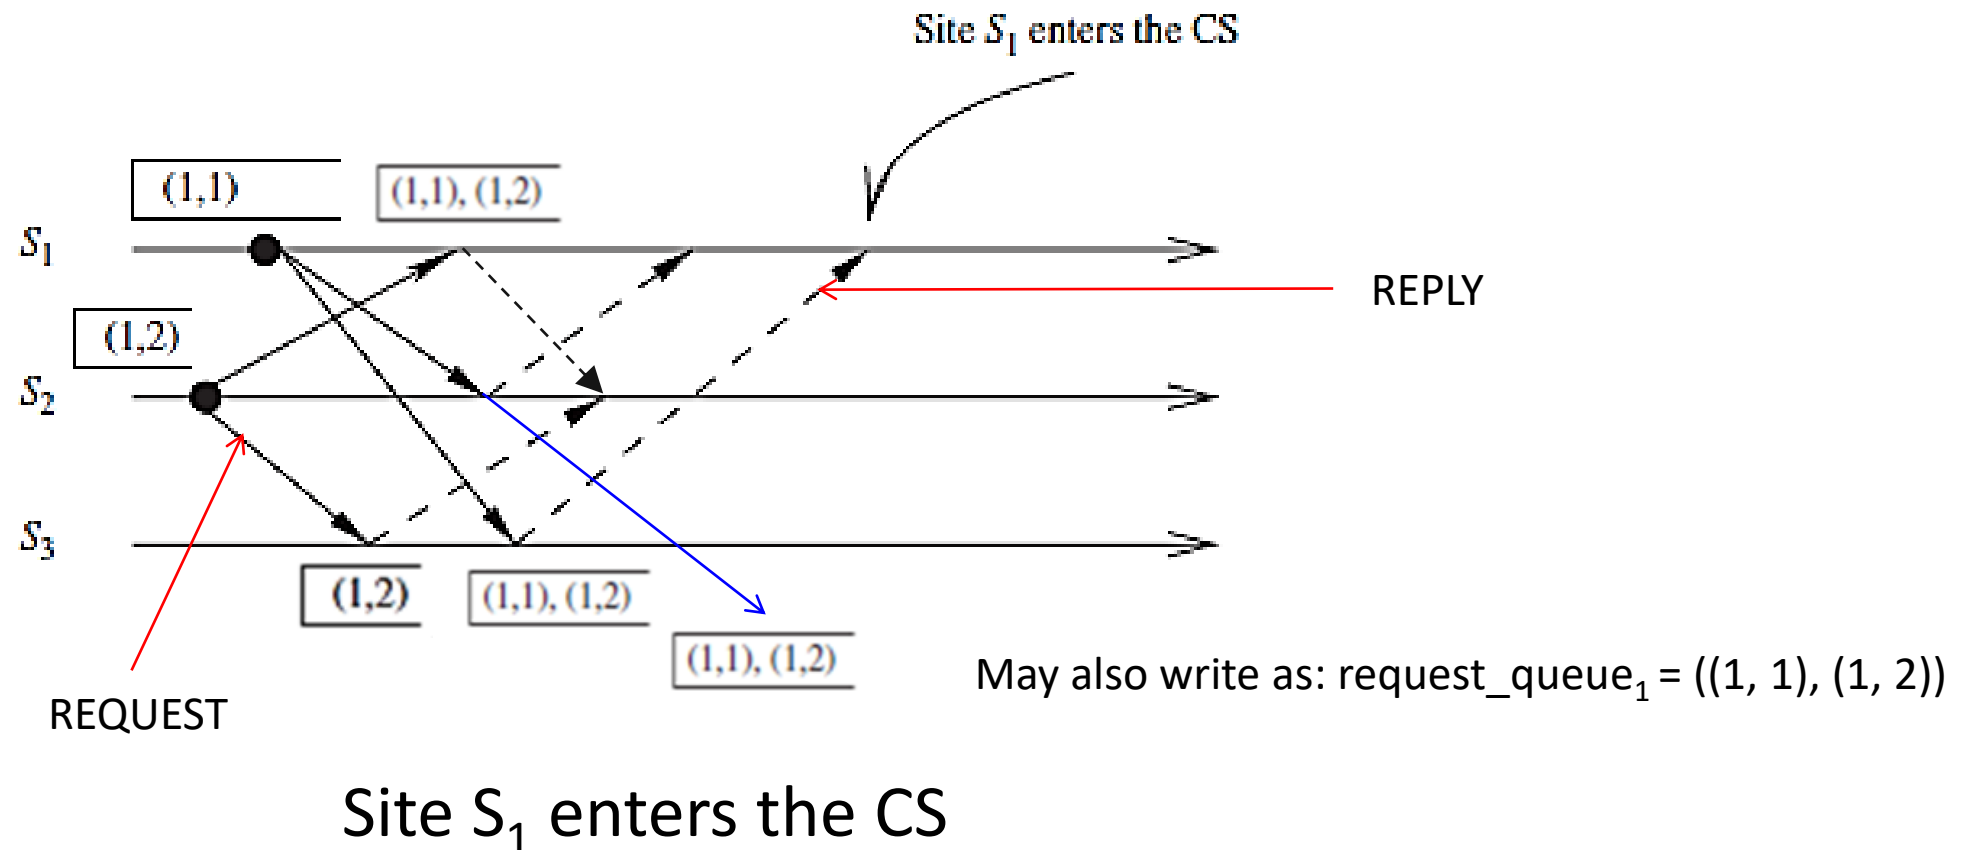 Site S₁ enters the CS
(1,1)
(1,1), (1,2)
S₁
REPLY
(1,2)
S₂
S₃
(1,2)
(1,1), (1,2)
(1,1), (1,2)
May also write as: request_queue₁ = ((1, 1), (1, 2))
REQUEST
Site S₁ enters the CS